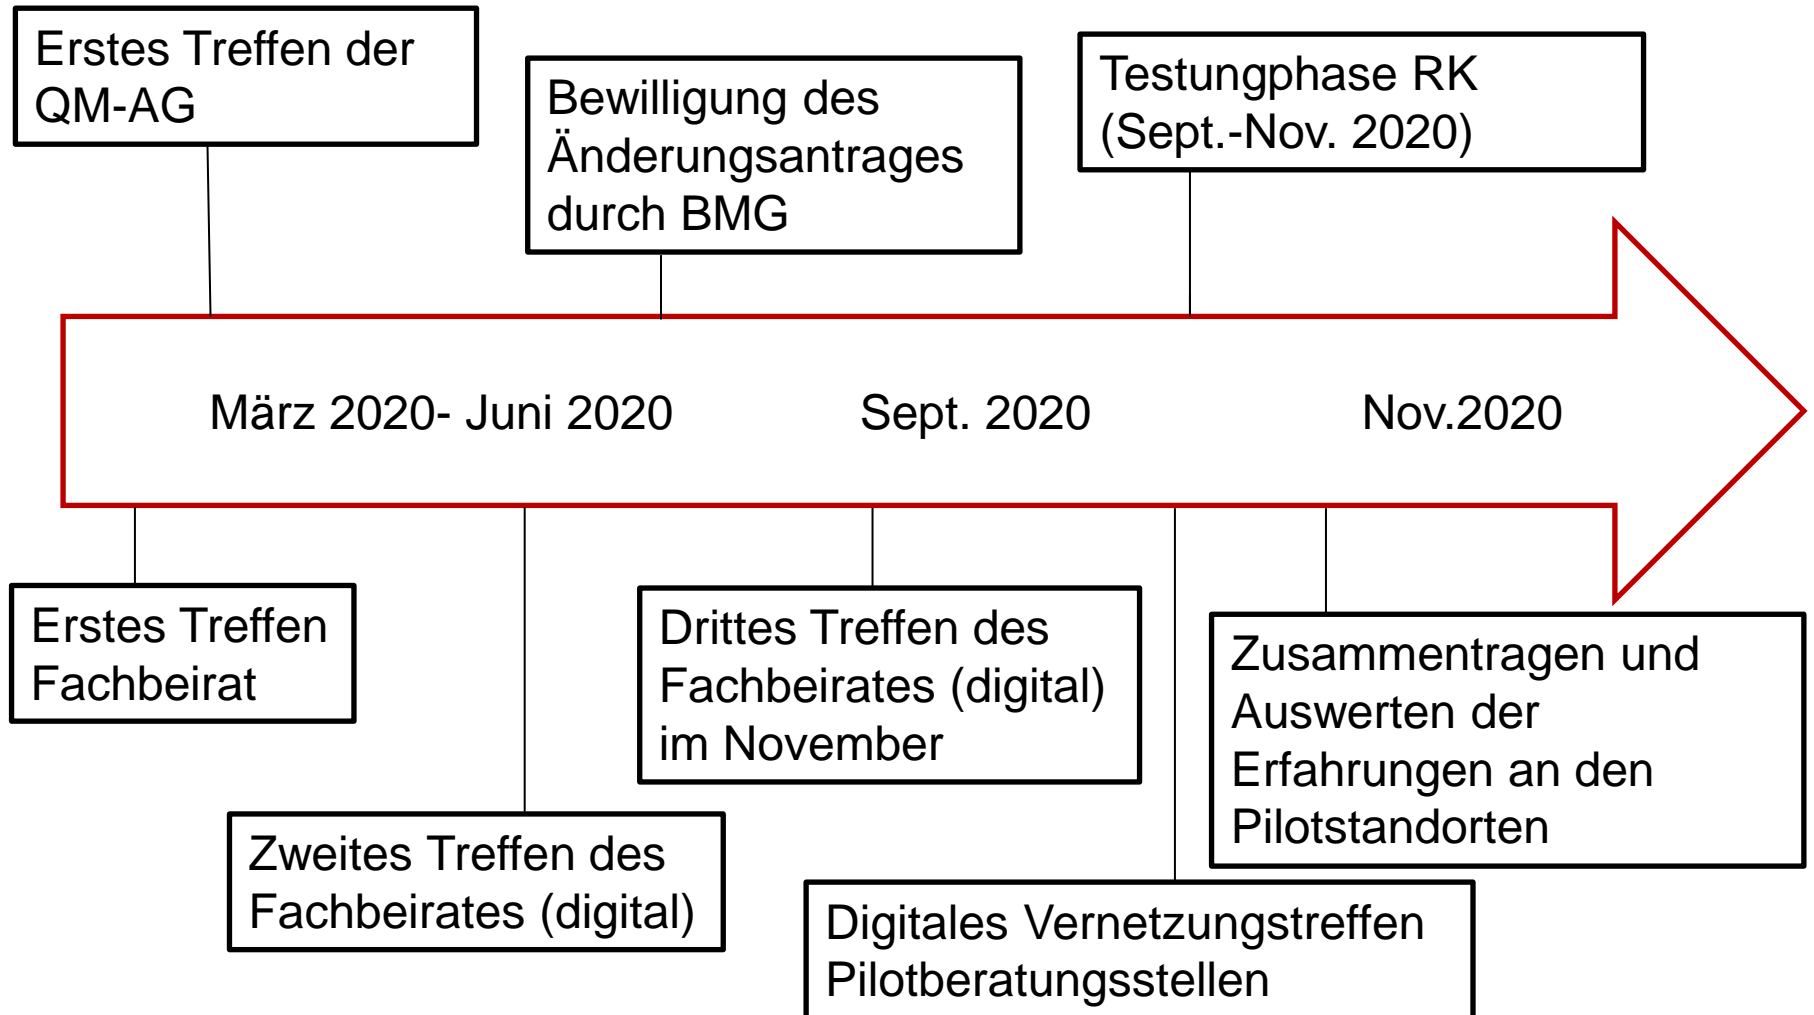 Erstes Treffen der
QM-AG
Bewilligung des
Änderungsantrages
durch BMG
Testungphase RK
(Sept.-Nov. 2020)
März 2020- Juni 2020
Sept. 2020
Nov.2020
Erstes Treffen
Fachbeirat
Zweites Treffen des
Fachbeirates (digital)
Drittes Treffen des
Fachbeirates (digital)
im November
Digitales Vernetzungstreffen
Pilotberatungsstellen
Zusammentragen und
Auswerten der
Erfahrungen an den
Pilotstandorten